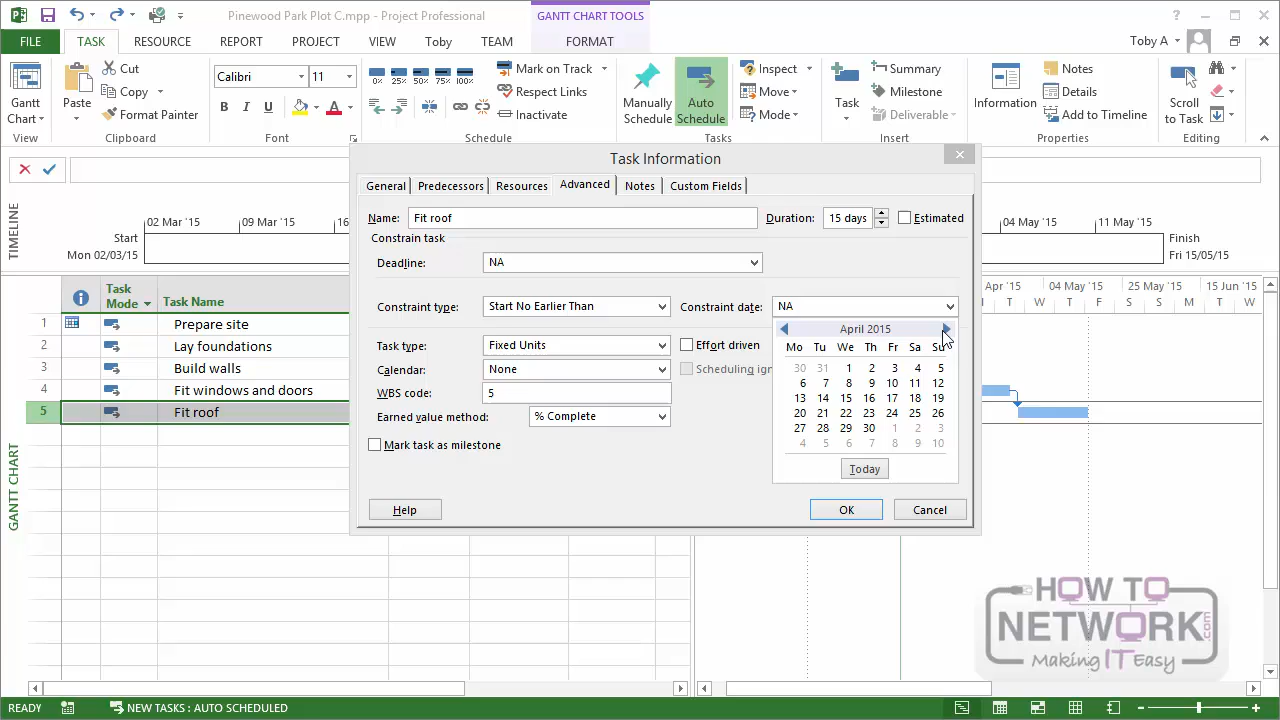 Pinewood Park Plot C.mpp - Project Professional
GANTT CHART TOOLS
FILE TASK RESOURCE REPORT PROJECT VIEW Toby TEAM FORMAT Toby A
Gantt Chart
View
Paste
Cut
Copy
Format Painter
Clipboard
Calibri 11
B I U A
Font
0% 25% 50% 75% 100%
Mark on Track
Respect Links
Inactivate
Schedule
Manually Schedule
Auto Schedule
Inspect
Move
Mode
Tasks
Task
Summary
Milestone
Deliverable
Insert
Information
Notes
Details
Add to Timeline
Properties
Scroll to Task
Editing
TIMELINE
02 Mar '15 09 Mar '15 16
04 May '15 11 May '15
Start
Mon 02/03/15
Finish
Fri 15/05/15
Task Information
General Predecessors Resources Advanced Notes Custom Fields
Name: Fit roof Duration: 15 days Estimated
Constrain task
Deadline: NA
Constraint type: Start No Earlier Than Constraint date: NA
Task type: Fixed Units Effort driven
Calendar: None Scheduling ign
WBS code: 5
Earned value method: % Complete
Mark task as milestone
April 2015
Mo Tu We Th Fr Sa Su
30 31 1 2 3 4 5
6 7 8 9 10 11 12
13 14 15 16 17 18 19
20 21 22 23 24 25 26
27 28 29 30 1 2 3
4 5 6 7 8 9 10
Today
Help OK Cancel
GANTT CHART
Task Mode Task Name
1 Prepare site
2 Lay foundations
3 Build walls
4 Fit windows and doors
5 Fit roof
Apr '15 04 May '15 25 May '15 15 Jun '15
T F S S M T W
HOW TO
NETWORK.com
Making IT Easy
READY NEW TASKS : AUTO SCHEDULED